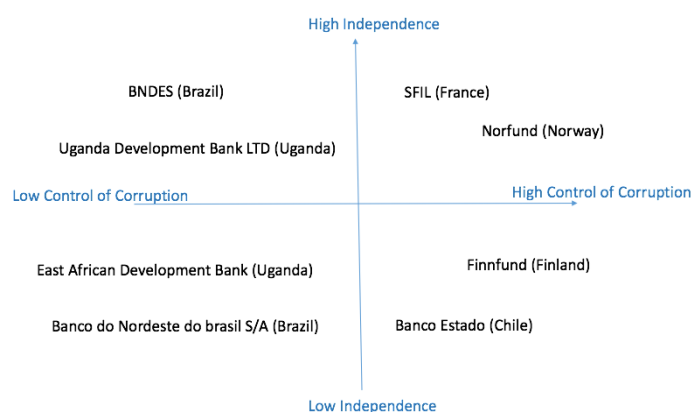 High Independence
BNDES (Brazil)
SFIL (France)
Norfund (Norway)
Uganda Development Bank LTD (Uganda)
Low Control of Corruption
High Control of Corruption
East African Development Bank (Uganda)
Finnfund (Finland)
Banco do Nordeste do brasil S/A (Brazil)
Banco Estado (Chile)
Low Independence